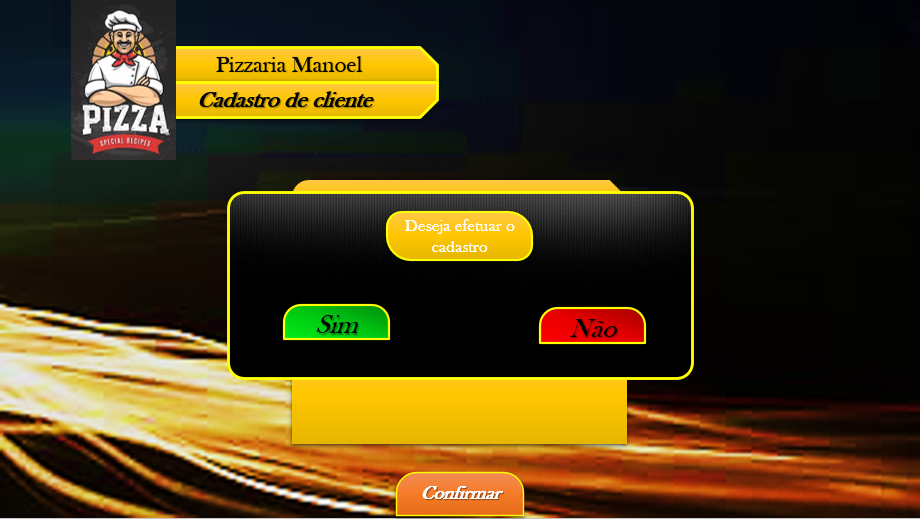 PIZZA
SPECIAL RECIPES
Pizzaria Manoel
Cadastro de cliente
Deseja efetuar o
cadastro
Sim
Não
Confirmar